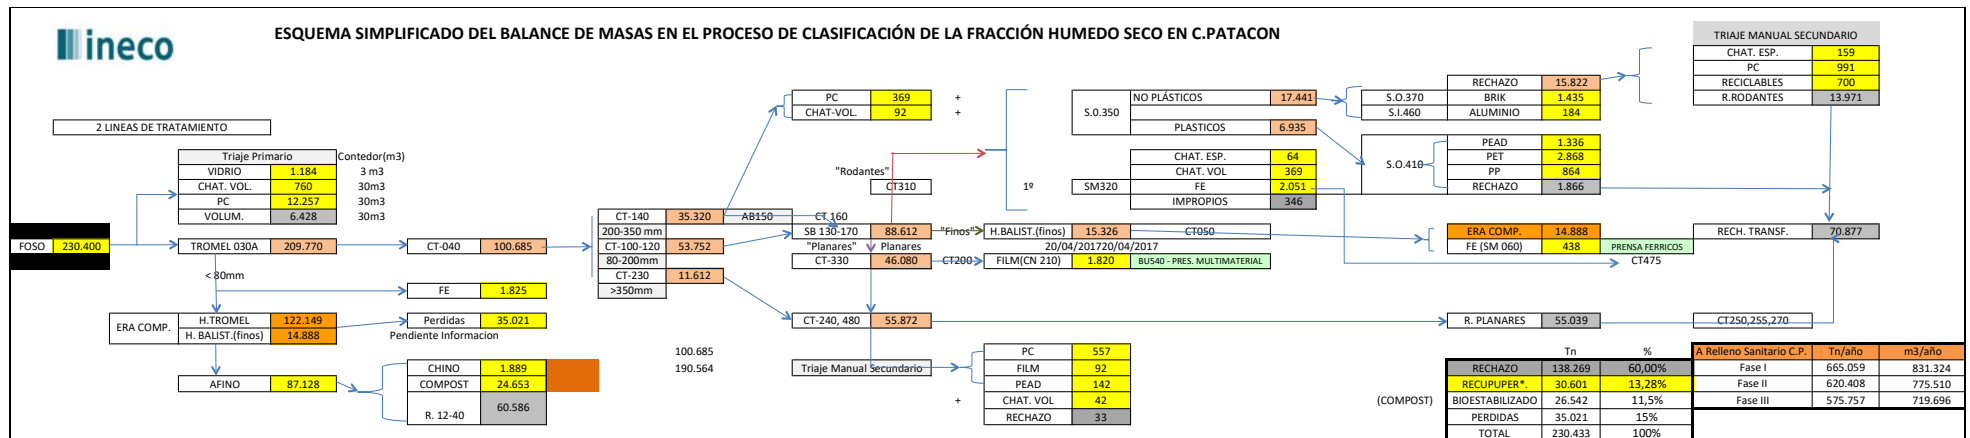 ineco
ESQUEMA SIMPLIFICADO DEL BALANCE DE MASAS EN EL PROCESO DE CLASIFICACIÓN DE LA FRACCIÓN HUMEDO SECO EN C.PATACON
TRIAJE MANUAL SECUNDARIO
CHAT. ESP. 159
PC 991
RECICLABLES 700
R.RODANTES 13.971
RECHAZO 15.822
PC 369 +
CHAT-VOL. 92 +
S.O.350
NO PLÁSTICOS 17.441
PLASTICOS 6.935
S.O.370 BRIK 1.435
S.I.460 ALUMINIO 184
2 LINEAS DE TRATAMIENTO
Triaje Primario Contedor(m3)
VIDRIO 1.184 3 m3
CHAT. VOL. 760 30m3
PC 12.257 30m3
VOLUM. 6.428 30m3
S.O.410
PEAD 1.336
PET 2.868
PP 864
RECHAZO 1.866
"Rodantes"
CT310
1º
SM320
CHAT. ESP. 64
CHAT. VOL 369
FE 2.051
IMPROPIOS 346
FOSO 230.400
TROMEL 030A 209.770
CT-040 100.685
CT-140 35.320 AB150 CT 160
200-350 mm
CT-100-120 53.752
80-200mm
CT-230 11.612
>350mm
SB 130-170 88.612 "Finos" H.BALIST.(finos) 15.326 CT050
"Planares" Planares
20/04/201720/04/2017
CT-330 46.080 CT200 FILM(CN 210) 1.820 BU540 - PRES. MULTIMATERIAL
ERA COMP. 14.888
FE (SM 060) 438 PRENSA FERRICOS
CT475
RECH. TRANSF. 70.877
< 80mm
FE 1.825
ERA COMP.
H.TROMEL 122.149
H. BALIST.(finos) 14.888
Perdidas 35.021
Pendiente Informacion
CT-240, 480 55.872
R. PLANARES 55.039
CT250,255,270
AFINO 87.128
CHINO 1.889
COMPOST 24.653
R. 12-40 60.586
100.685
190.564
Triaje Manual Secundario
PC 557
FILM 92
PEAD 142
+ CHAT. VOL 42
RECHAZO 33
(COMPOST)
Tn %
RECHAZO 138.269 60,00%
RECUPUPER*. 30.601 13,28%
BIOESTABILIZADO 26.542 11,5%
PERDIDAS 35.021 15%
TOTAL 230.433 100%
A Relleno Sanitario C.P. Tn/año m3/año
Fase I 665.059 831.324
Fase II 620.408 775.510
Fase III 575.757 719.696